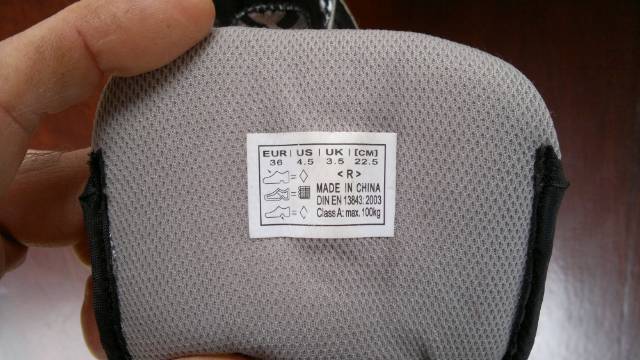 EUR | US | UK | [CM]
36 4.5 3.5 22.5
= ◇ <R>
= ▦ MADE IN CHINA
DIN EN 13843: 2003
= ◇ Class A: max. 100kg